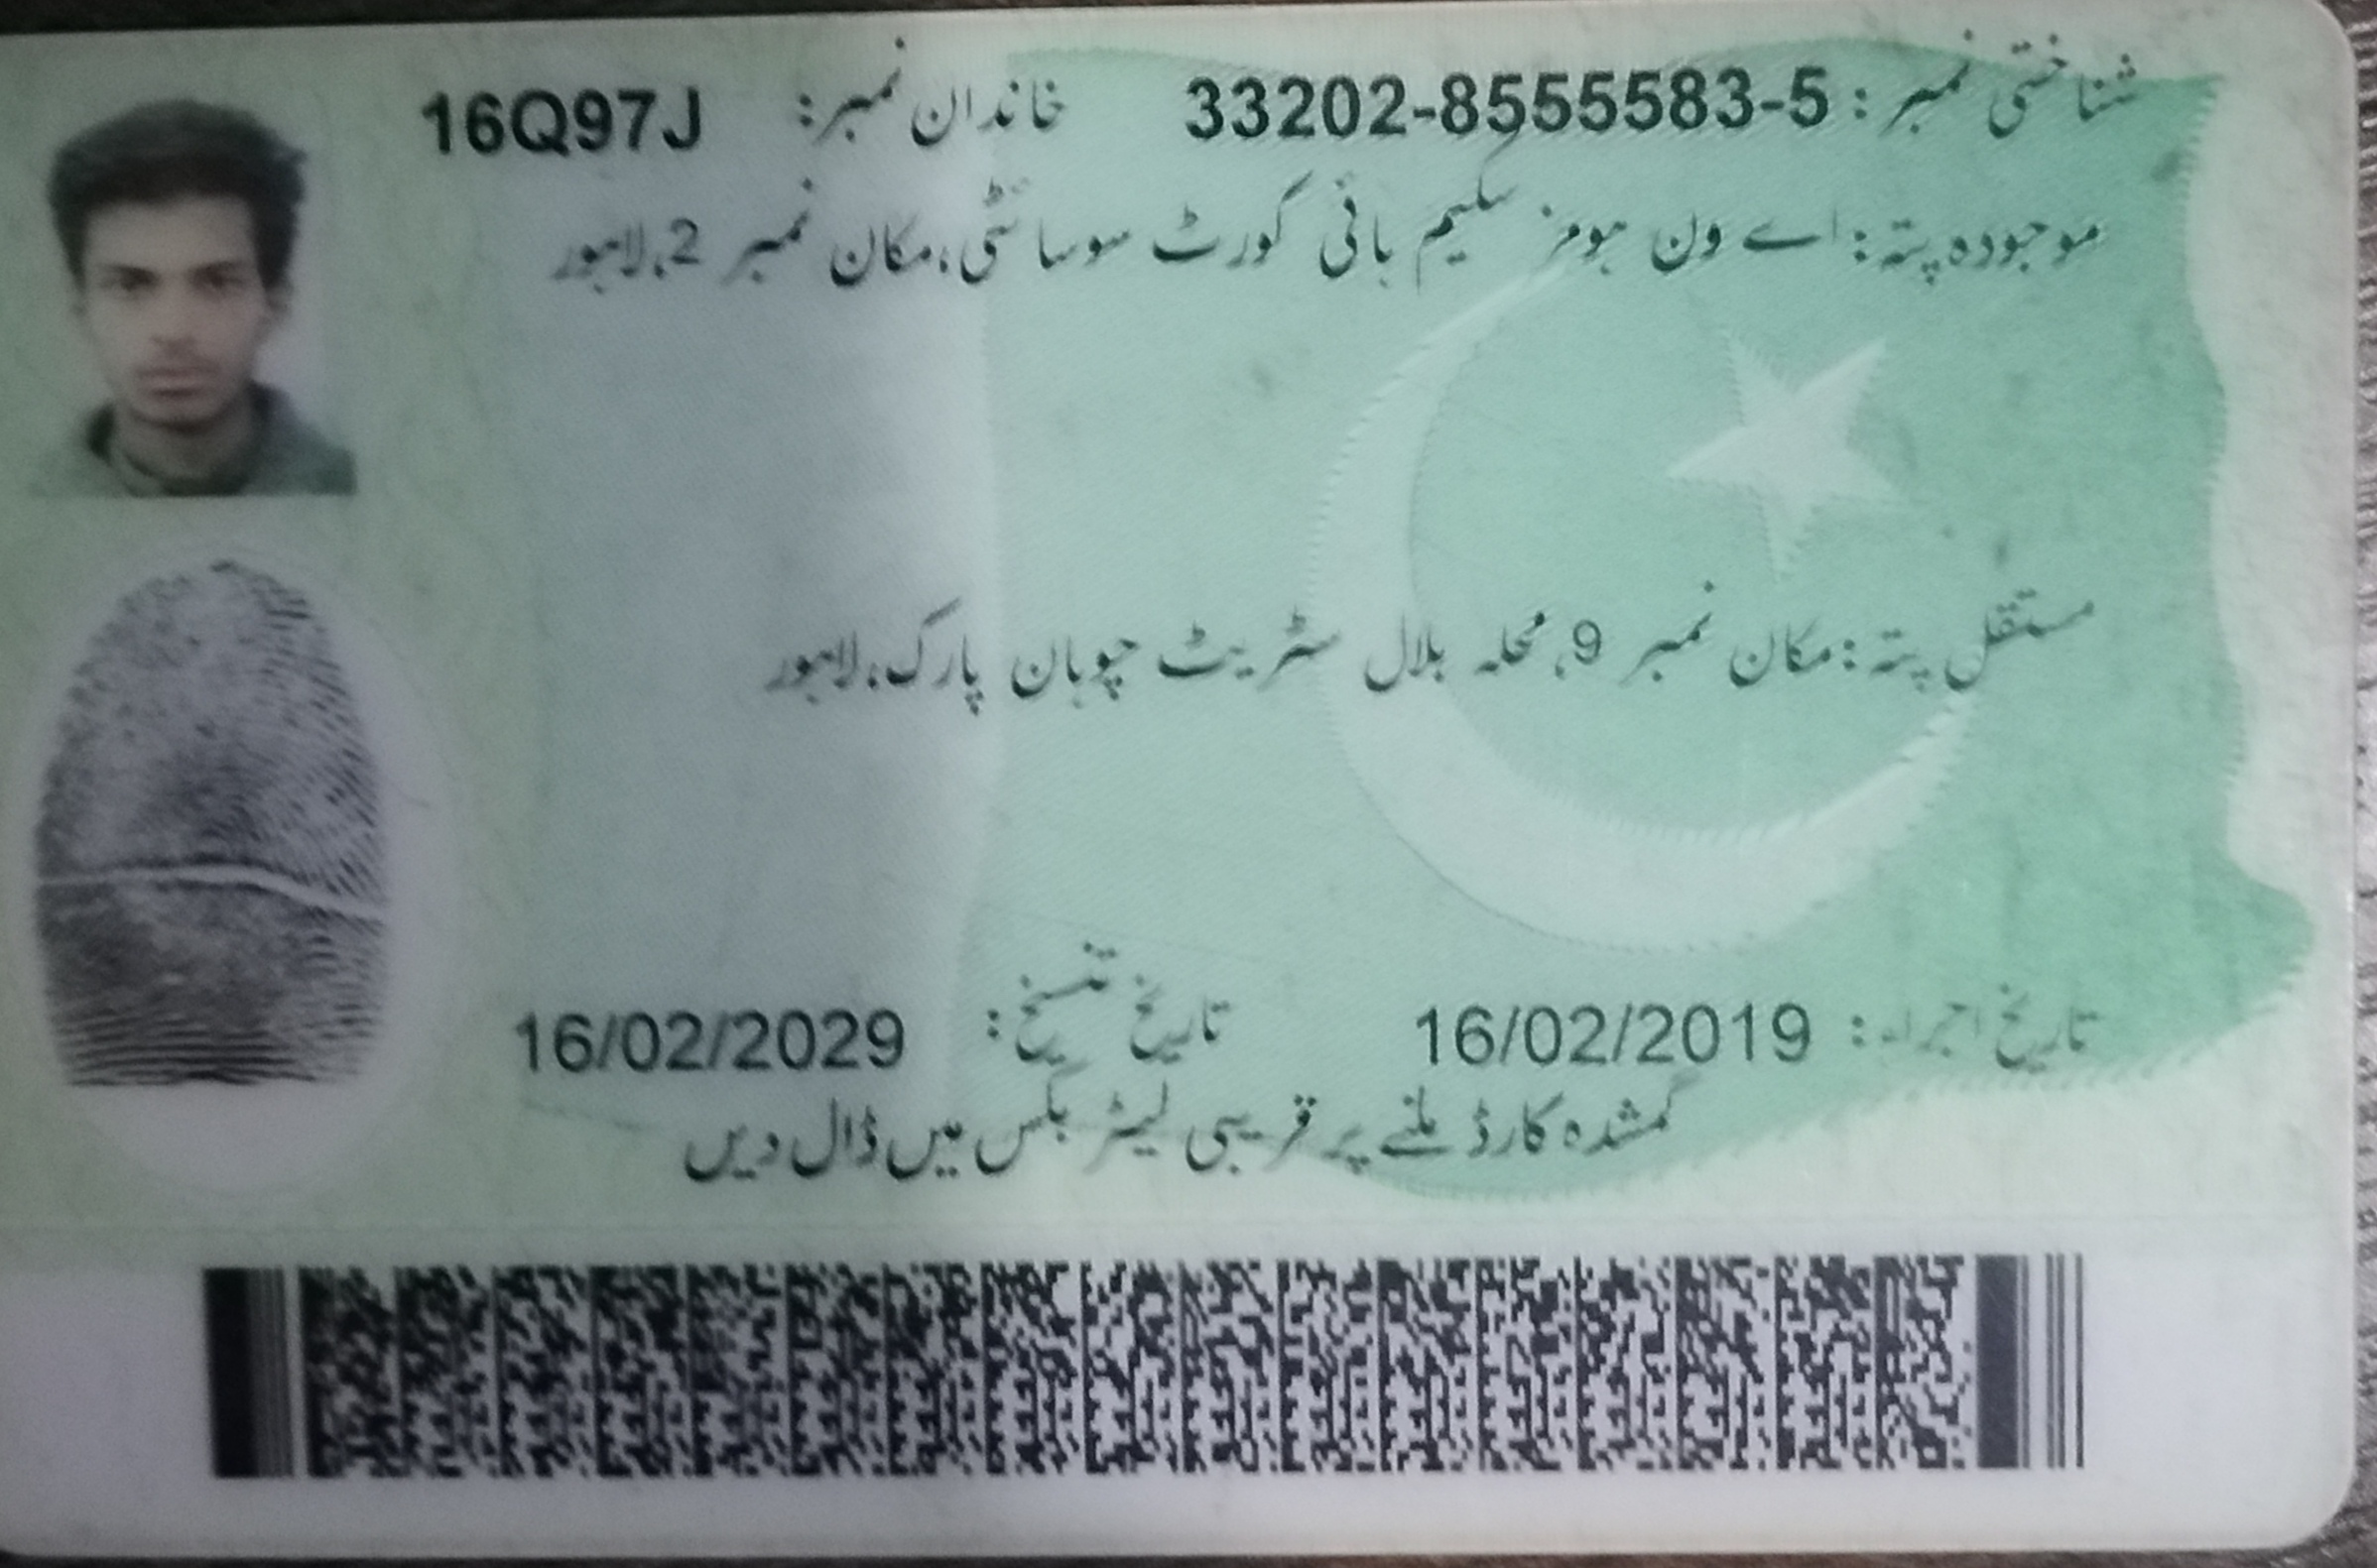 شناختی نمبر: 33202-8555583-5 خاندان نمبر: 16Q97J
موجودہ پتہ: اے ون ہومز سکیم ہائی کورٹ سوسائٹی، مکان نمبر 2، لاہور
مستقل پتہ: مکان نمبر 9، محلہ بلال سٹریٹ چوہان پارک، لاہور
تاریخ اجراء: 16/02/2019 تاریخ تنسیخ: 16/02/2029
گمشدہ کارڈ ملنے پر قریبی لیٹر بکس میں ڈال دیں